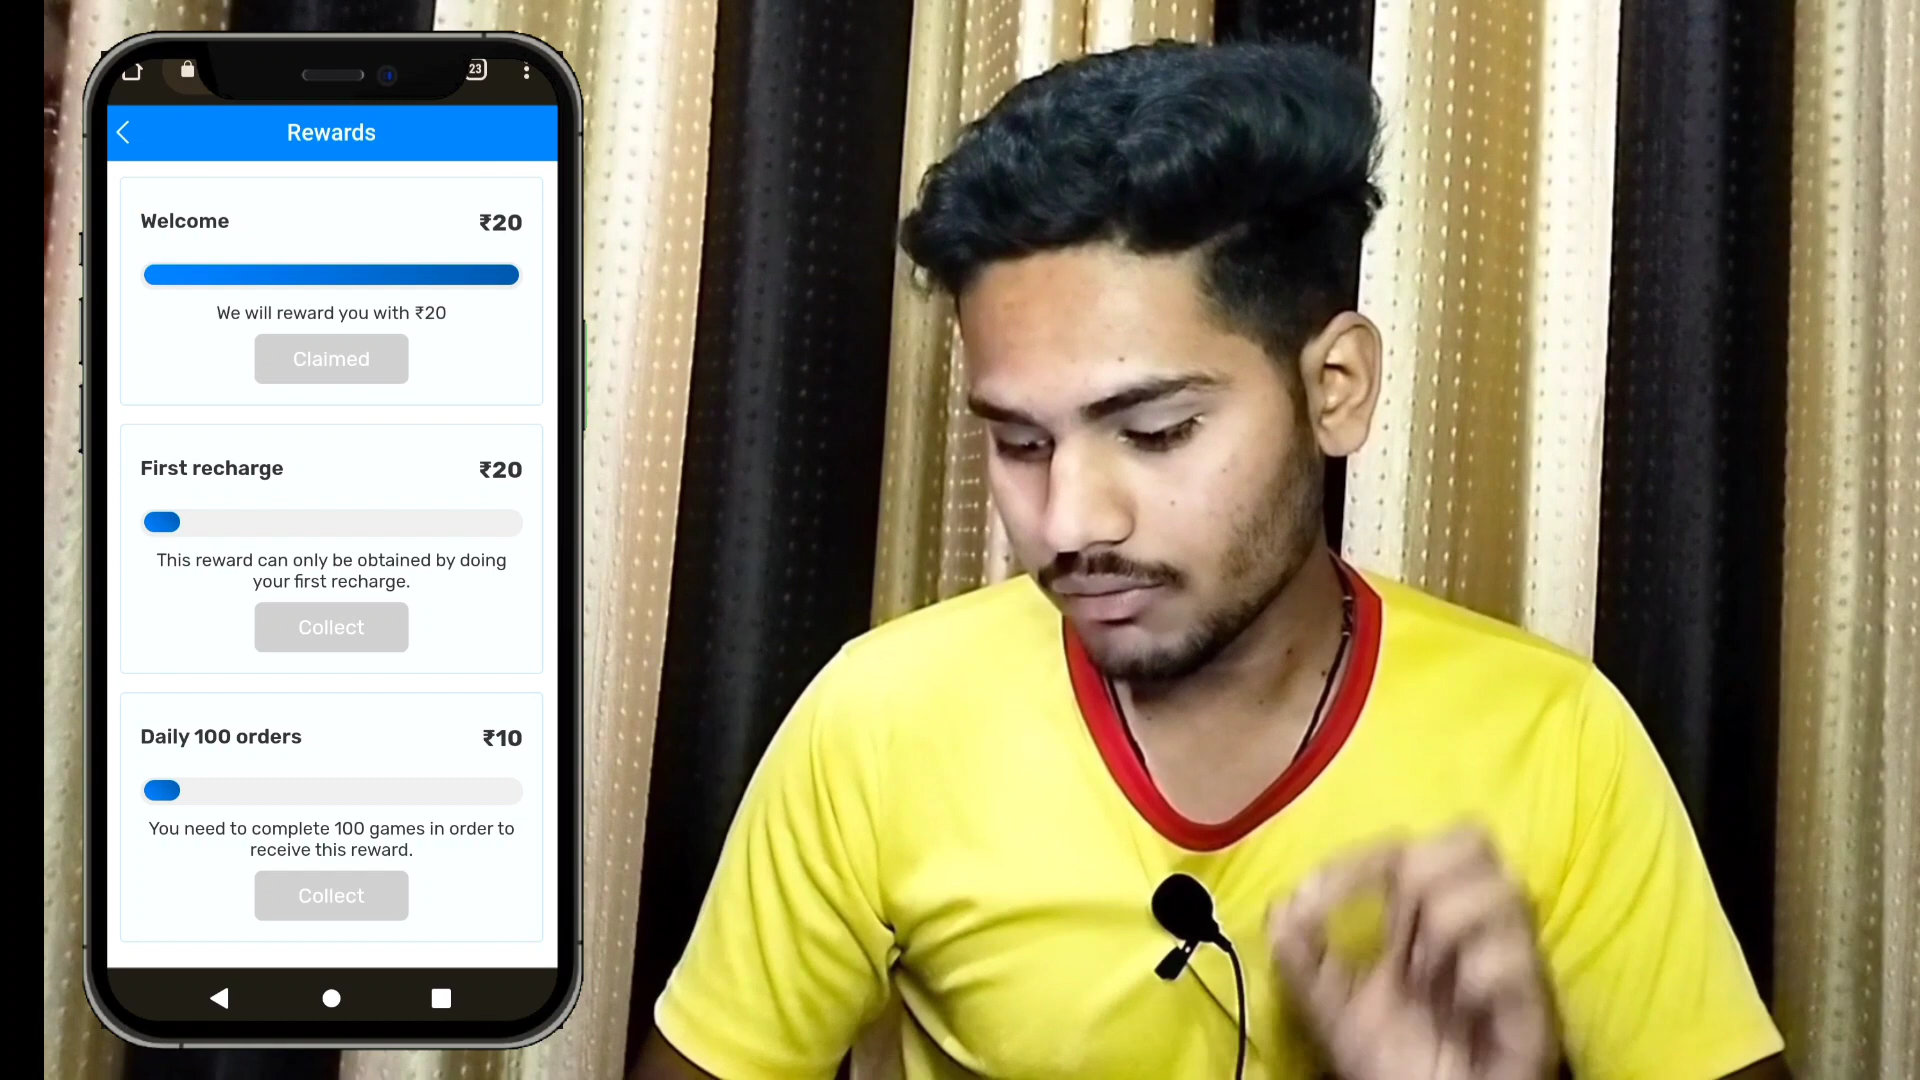 23
Rewards
Welcome ₹20
We will reward you with ₹20
Claimed
First recharge ₹20
This reward can only be obtained by doing
your first recharge.
Collect
Daily 100 orders ₹10
You need to complete 100 games in order to
receive this reward.
Collect